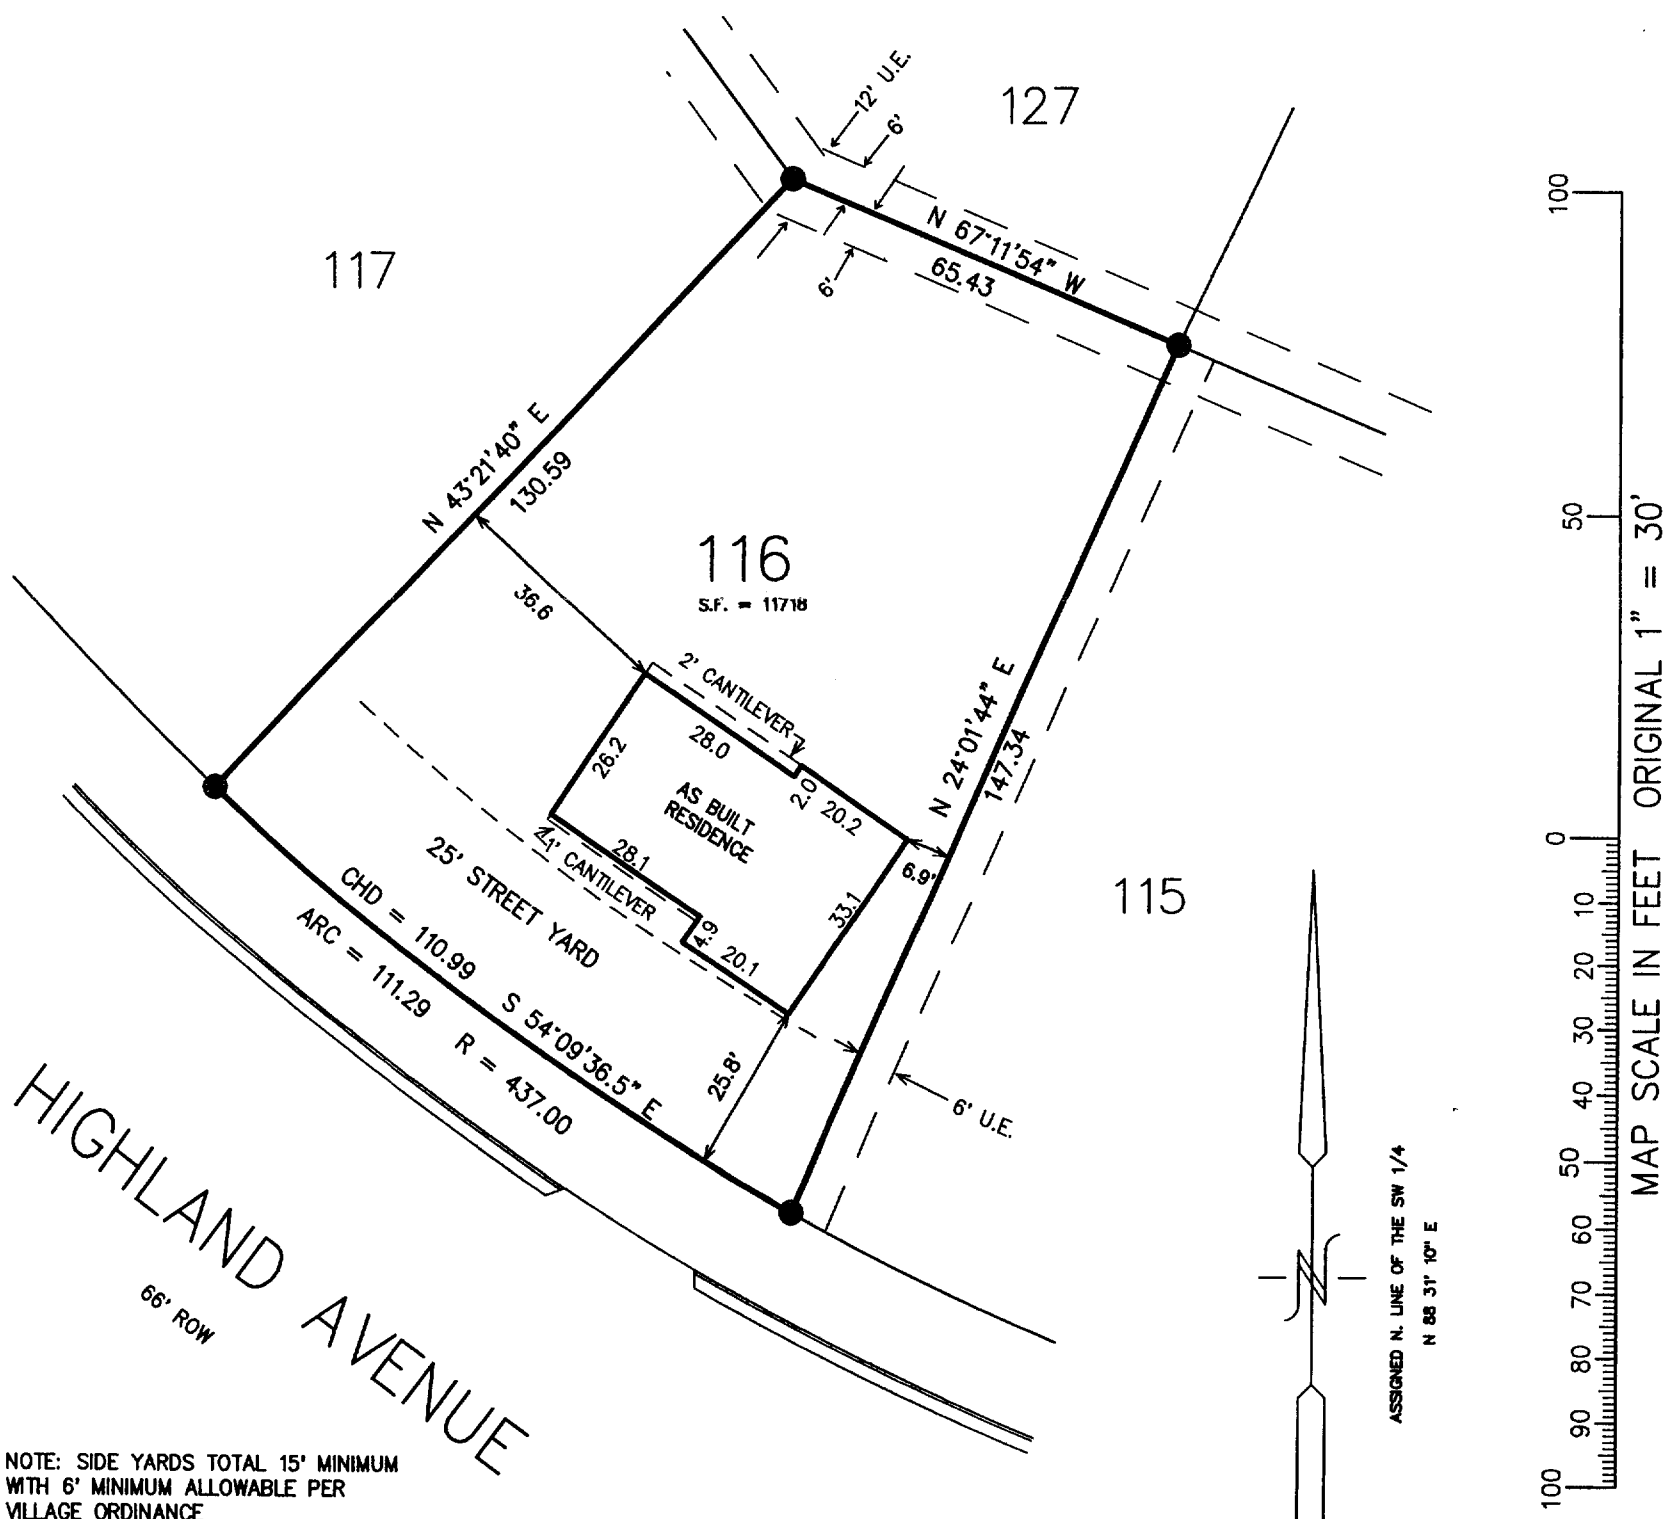 127
12' U.E.
6'
117
N 67°11'54" W
65.43
6'
N 43°21'40" E
130.59
116
S.F. = 11718
36.6
2' CANTILEVER
28.0
26.2
2.0
20.2
AS BUILT
RESIDENCE
N 24°01'44" E
147.34
6.9'
28.1
1' CANTILEVER
4.9
20.1
33.1
115
25' STREET YARD
CHD = 110.99 S 54°09'36.5" E
ARC = 111.29 R = 437.00
25.8'
6' U.E.
HIGHLAND AVENUE
66' ROW
NOTE: SIDE YARDS TOTAL 15' MINIMUM
WITH 6' MINIMUM ALLOWABLE PER
VILLAGE ORDINANCE
N
ASSIGNED N. LINE OF THE SW 1/4
N 88 31' 10" E
100
50
0
10
20
30
40
50
60
70
80
90
100
MAP SCALE IN FEET ORIGINAL 1" = 30'